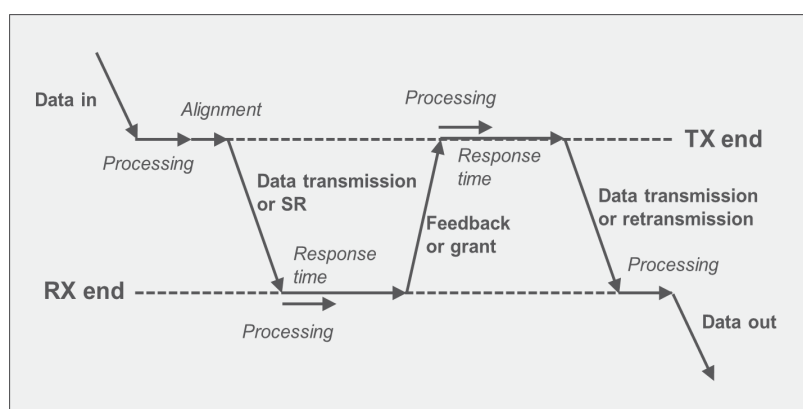 Processing
Data in
Alignment
Processing
Response
time
TX end
Data transmission
or SR
Feedback
or grant
Data transmission
or retransmission
Response
time
Processing
RX end
Processing
Data out